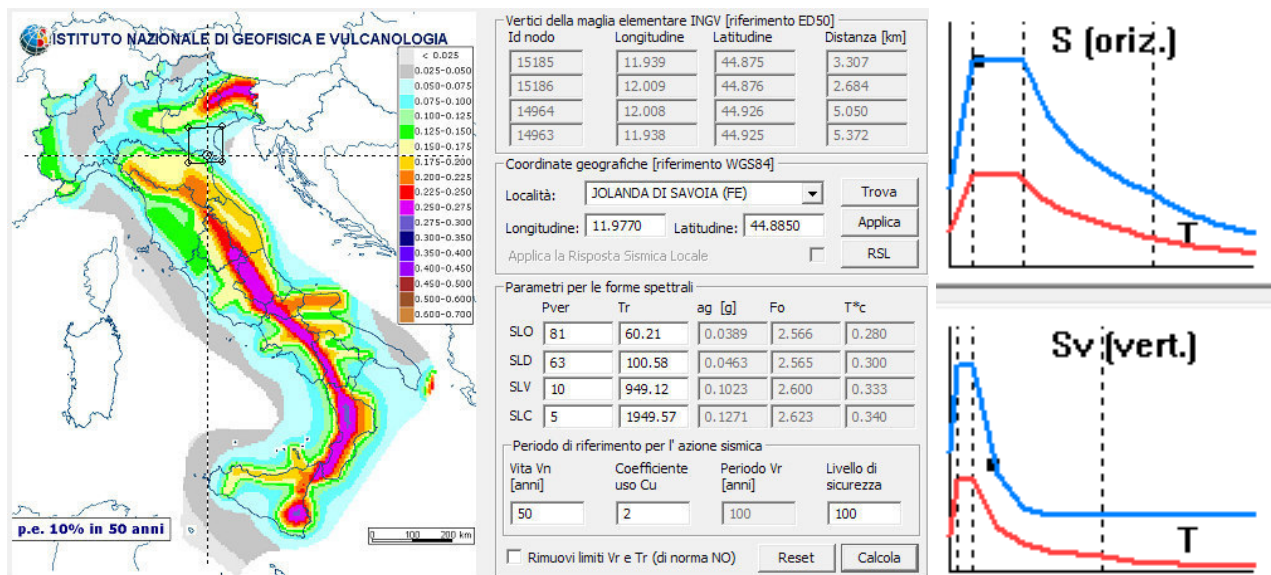 ISTITUTO NAZIONALE DI GEOFISICA E VULCANOLOGIA
< 0.025
0.025-0.050
0.050-0.075
0.075-0.100
0.100-0.125
0.125-0.150
0.150-0.175
0.175-0.200
0.200-0.225
0.225-0.250
0.250-0.275
0.275-0.300
0.300-0.350
0.350-0.400
0.400-0.450
0.450-0.500
0.500-0.600
0.600-0.700
p.e. 10% in 50 anni
0 100 200 km
Vertici della maglia elementare INGV [riferimento ED50]
Id nodo Longitudine Latitudine Distanza [km]
15185 11.939 44.875 3.307
15186 12.009 44.876 2.684
14964 12.008 44.926 5.050
14963 11.938 44.925 5.372
Coordinate geografiche [riferimento WGS84]
Località: JOLANDA DI SAVOIA (FE) Trova
Longitudine: 11.9770 Latitudine: 44.8850 Applica
Applica la Risposta Sismica Locale RSL
Parametri per le forme spettrali
Pver Tr ag [g] Fo T*c
SLO 81 60.21 0.0389 2.566 0.280
SLD 63 100.58 0.0463 2.565 0.300
SLV 10 949.12 0.1023 2.600 0.333
SLC 5 1949.57 0.1271 2.623 0.340
Periodo di riferimento per l' azione sismica
Vita Vn [anni] Coefficiente uso Cu Periodo Vr [anni] Livello di sicurezza
50 2 100 100
Rimuovi limiti Vr e Tr (di norma NO) Reset Calcola
S (oriz.)
T
Sv (vert.)
T